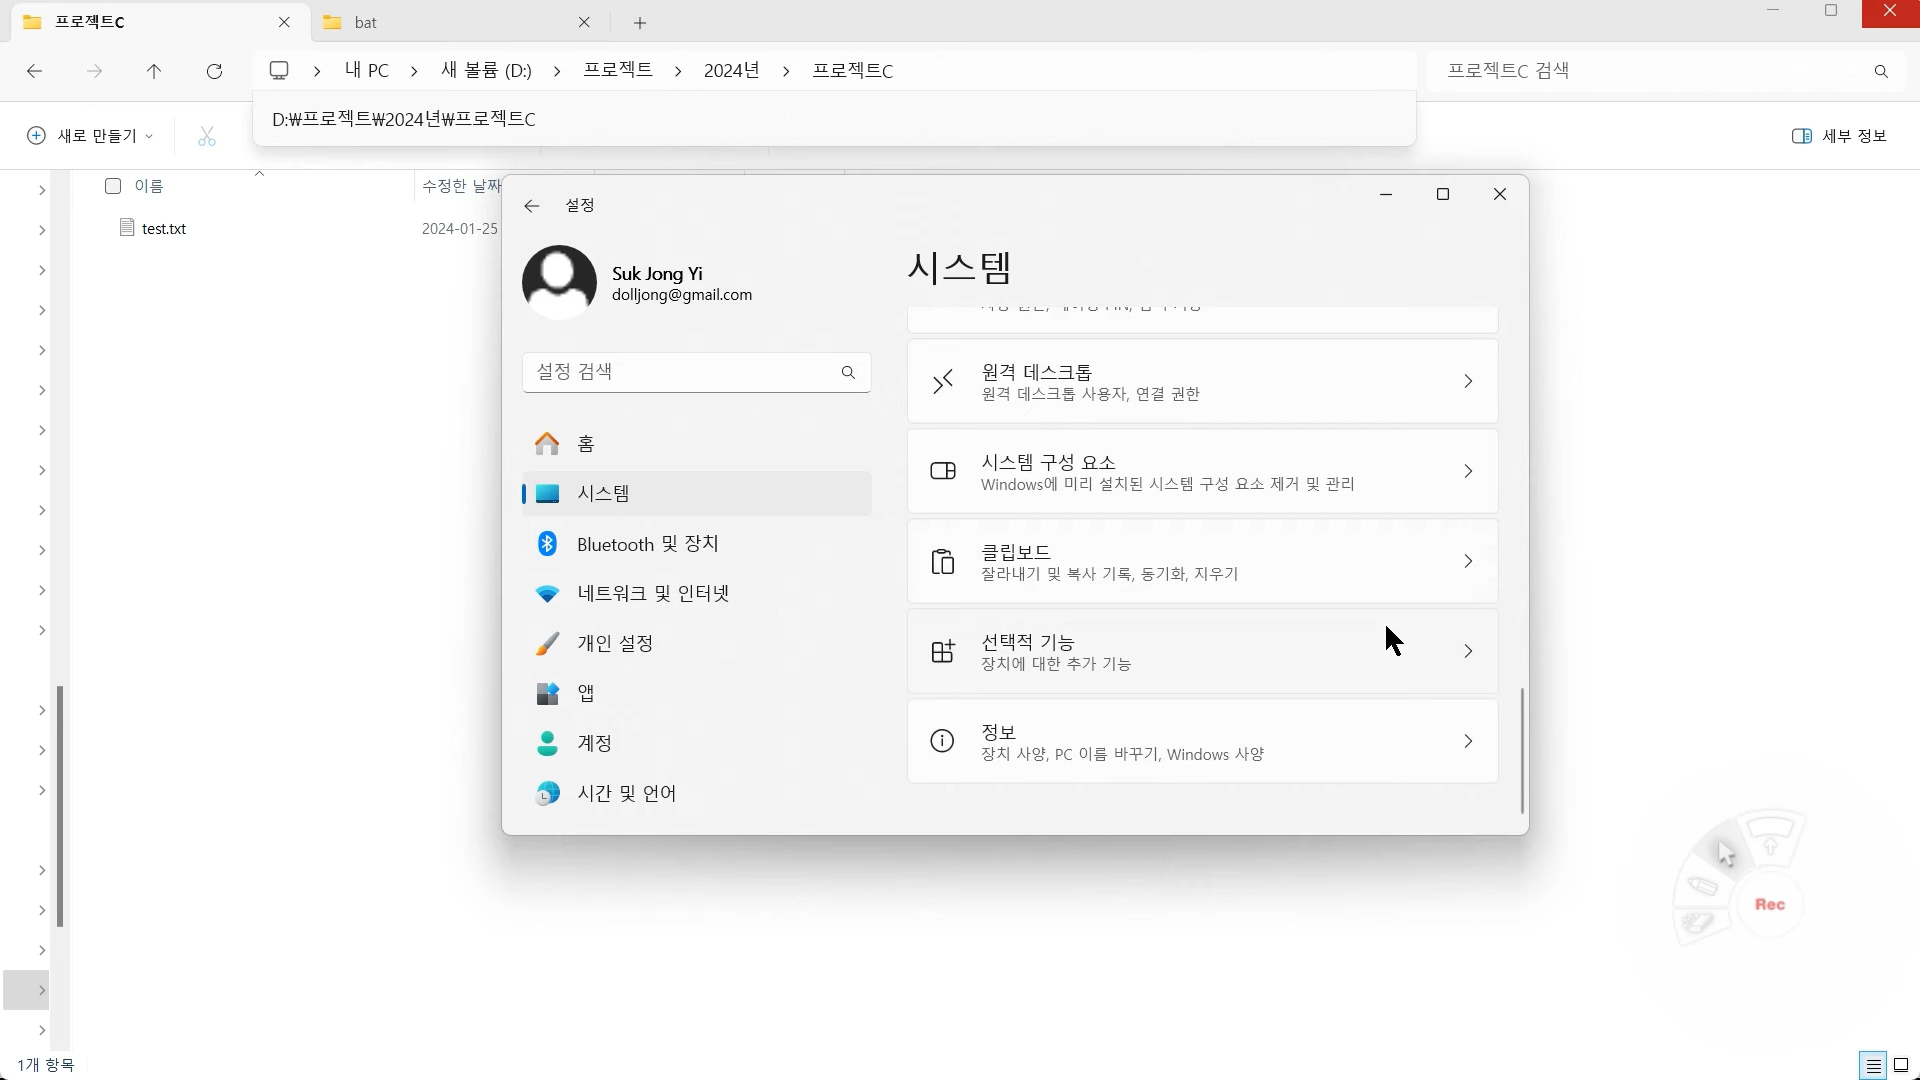 프로젝트C
bat
내 PC
새 볼륨 (D:)
프로젝트
2024년
프로젝트C
프로젝트C 검색
D:₩프로젝트₩2024년₩프로젝트C
새로 만들기
세부 정보
이름
수정한 날짜
test.txt
2024-01-25
설정
Suk Jong Yi
dolljong@gmail.com
설정 검색
홈
시스템
Bluetooth 및 장치
네트워크 및 인터넷
개인 설정
앱
계정
시간 및 언어
시스템
원격 데스크톱
원격 데스크톱 사용자, 연결 권한
시스템 구성 요소
Windows에 미리 설치된 시스템 구성 요소 제거 및 관리
클립보드
잘라내기 및 복사 기록, 동기화, 지우기
선택적 기능
장치에 대한 추가 기능
정보
장치 사양, PC 이름 바꾸기, Windows 사양
Rec
1개 항목